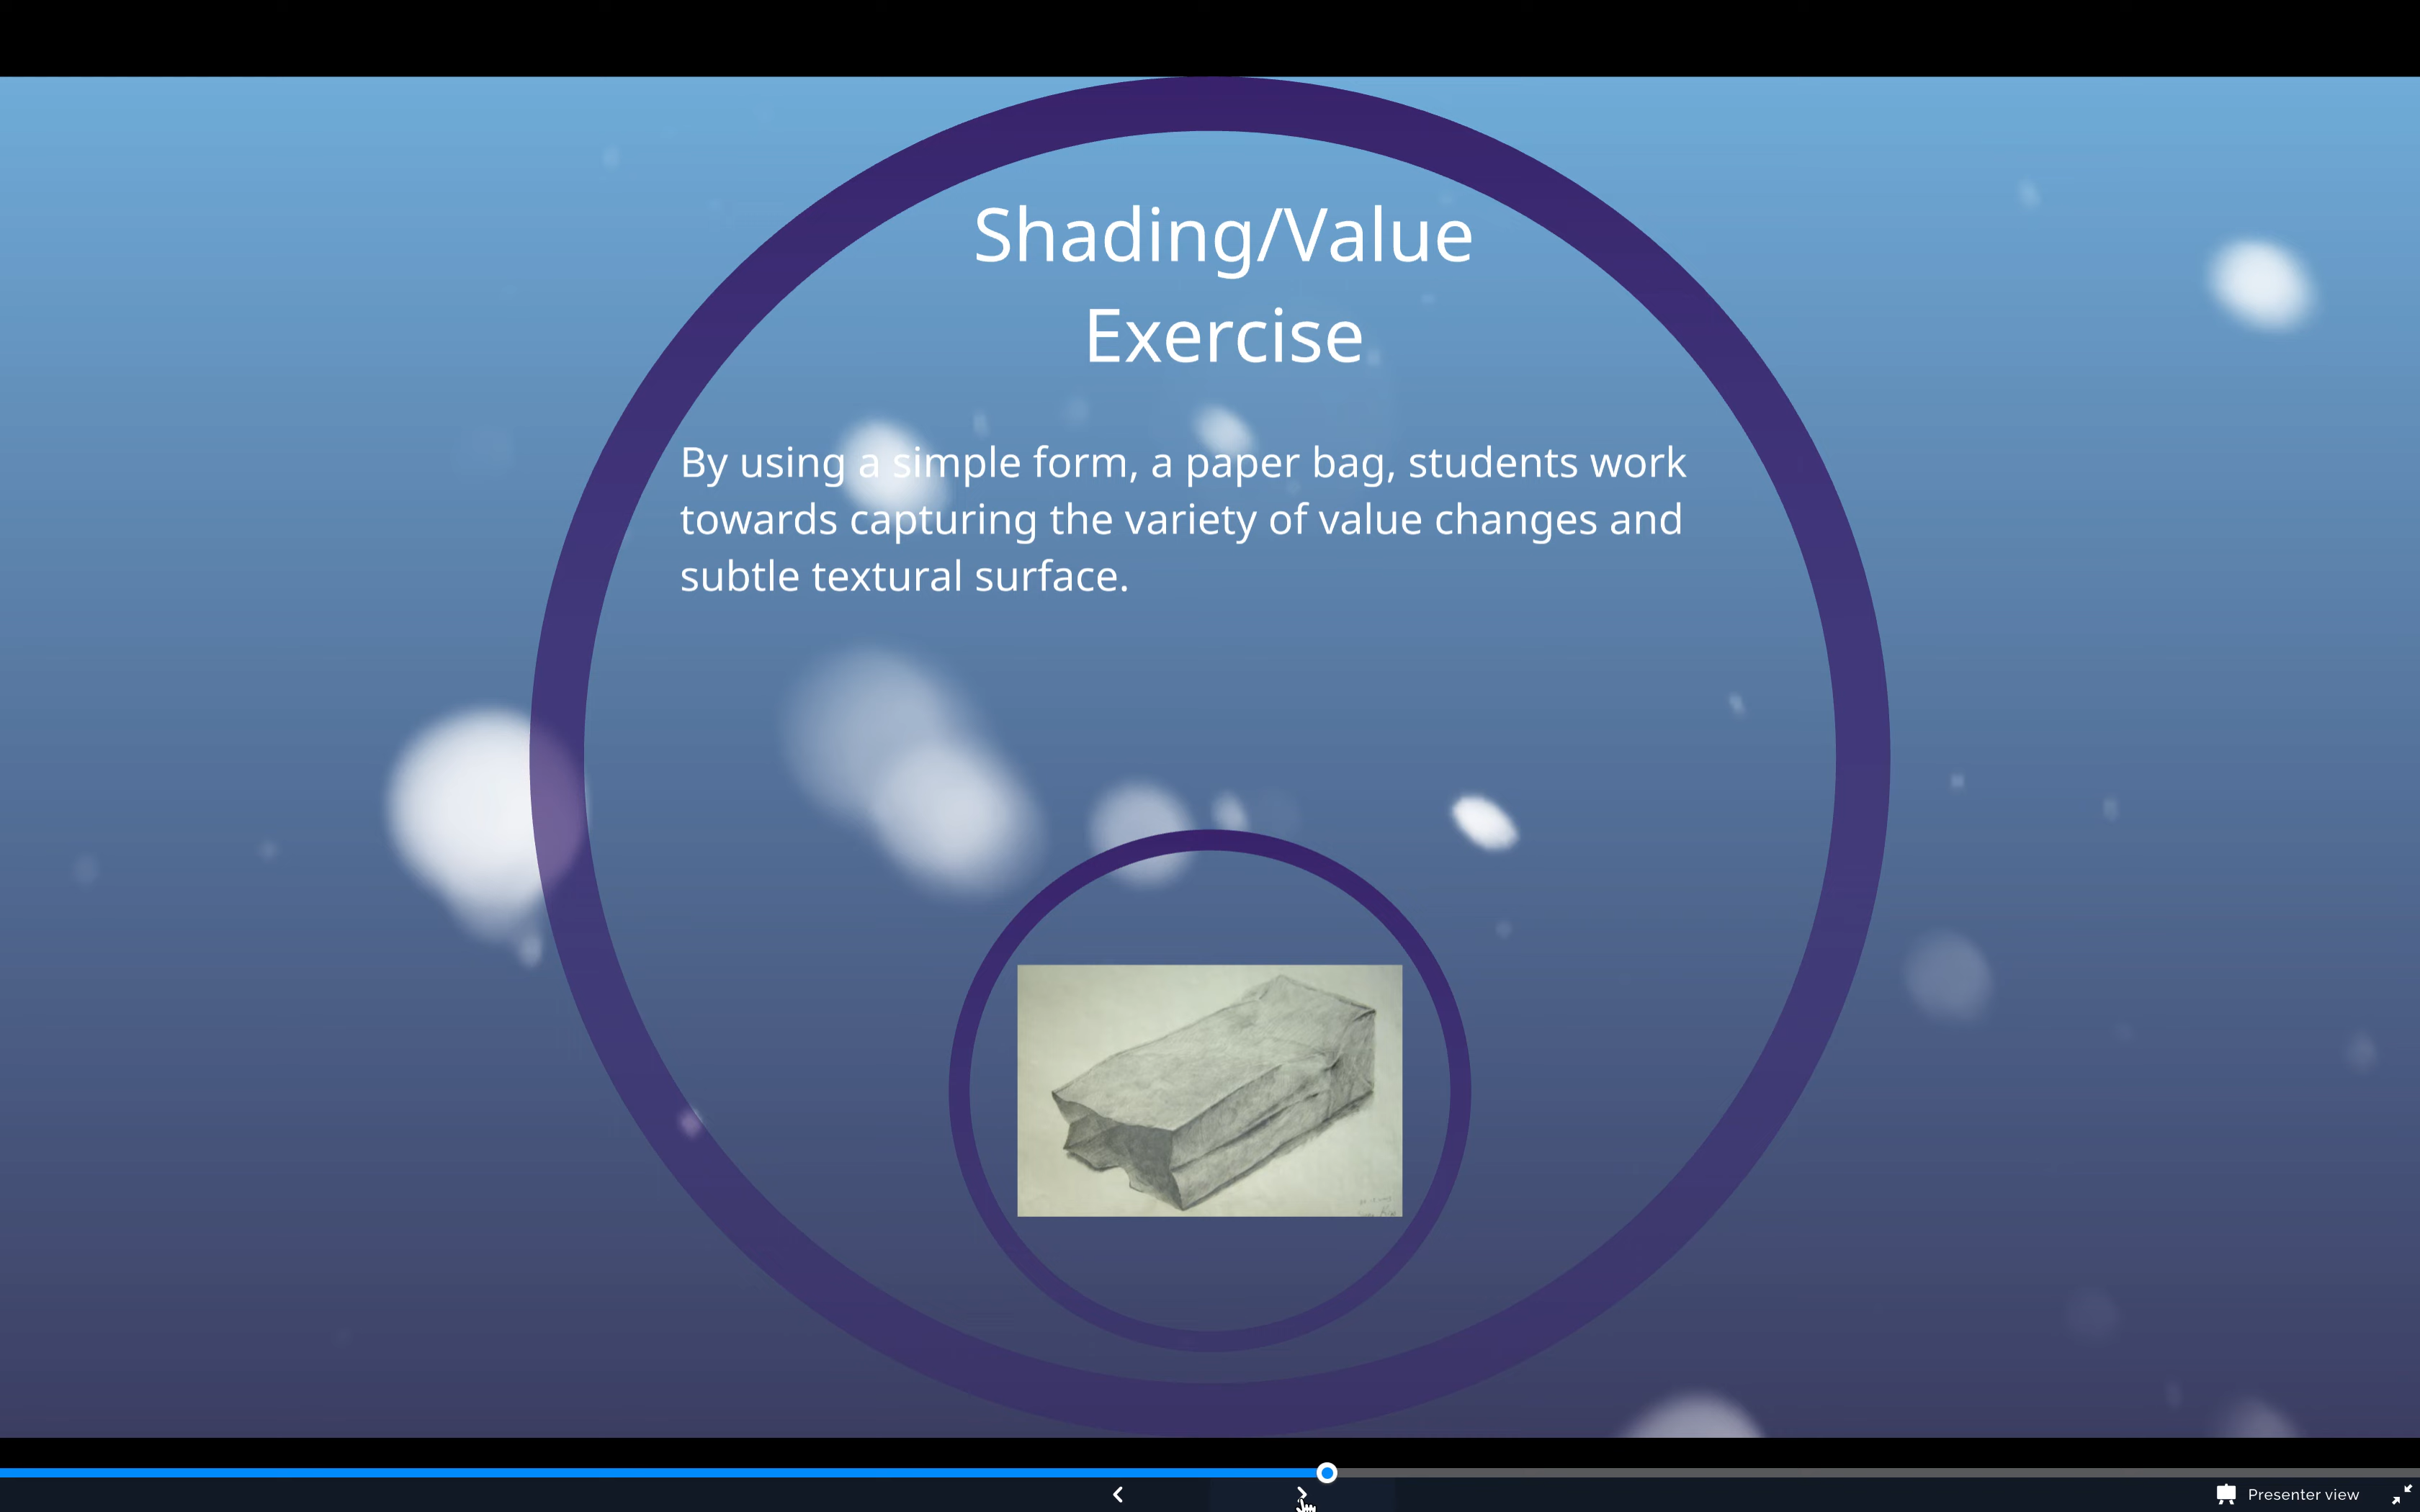 Shading/Value
Exercise
By using a simple form, a paper bag, students work
towards capturing the variety of value changes and
subtle textural surface.
Presenter view